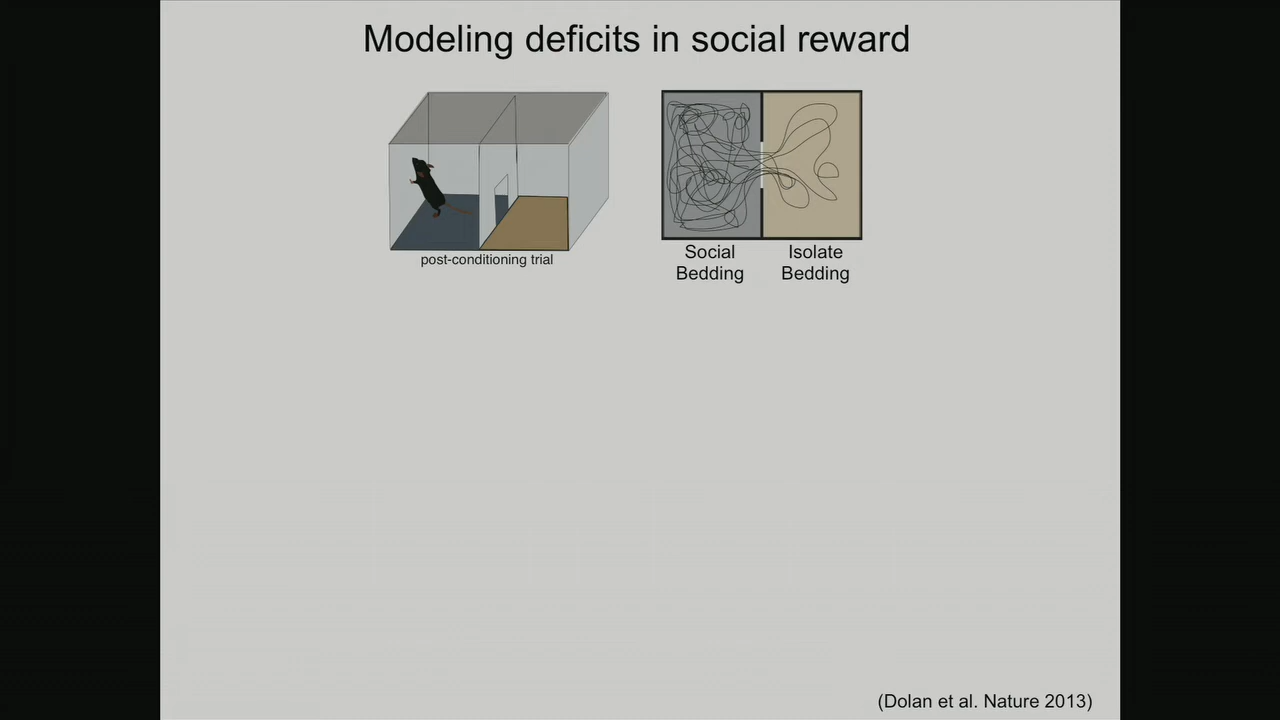 Modeling deficits in social reward
post-conditioning trial
Social
Bedding
Isolate
Bedding
(Dolan et al. Nature 2013)